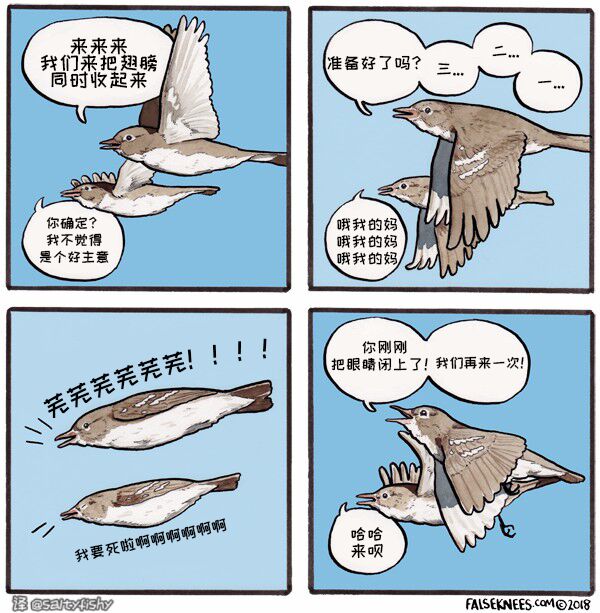 来来来
我们来把翅膀
同时收起来
你确定？
我不觉得
是个好主意
准备好了吗？
三...
二...
一...
哦我的妈
哦我的妈
哦我的妈
芜芜芜芜芜芜！！！！
我要死啦啊啊啊啊啊啊
你刚刚
把眼睛闭上了！
我们再来一次！
哈哈
来呗
译 @saltyfishy
FALSEKNEES.COM©2018